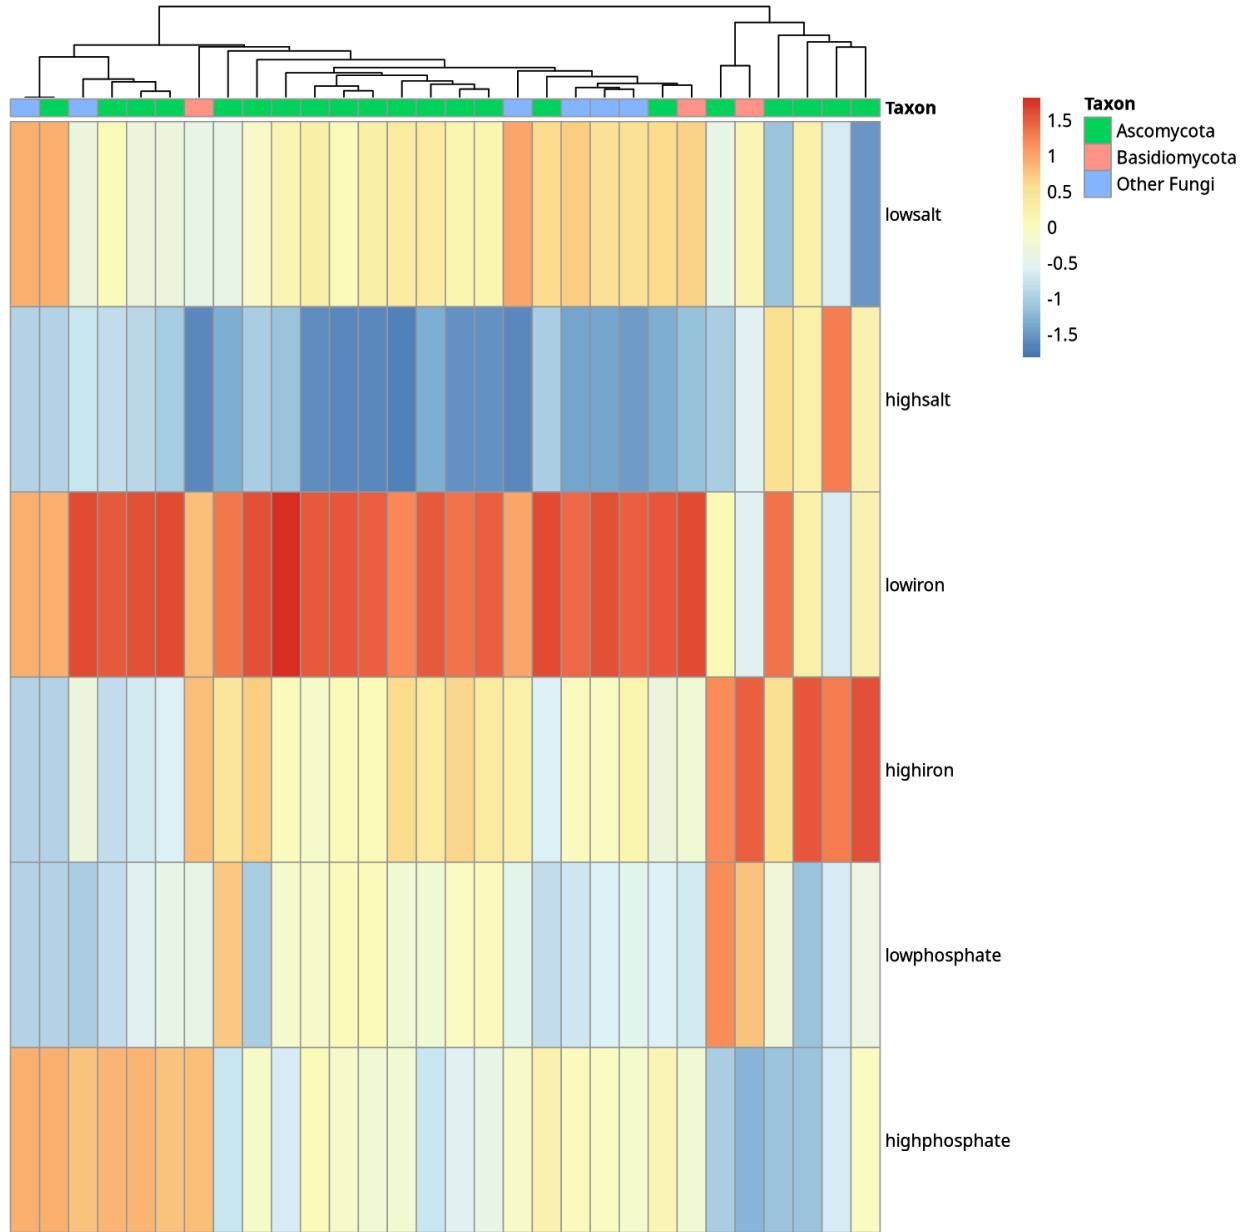 Taxon
lowsalt
highsalt
lowiron
highiron
lowphosphate
highphosphate
1.5
1
0.5
0
-0.5
-1
-1.5
Taxon
Ascomycota
Basidiomycota
Other Fungi